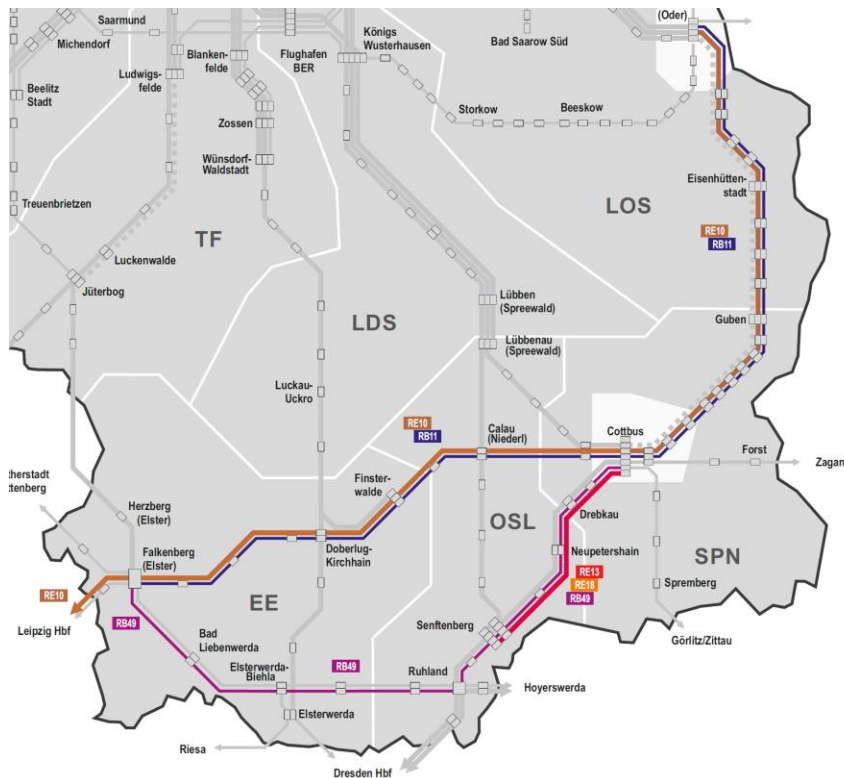 Saarmund
Michendorf
Beelitz
Stadt
Ludwigs-
felde
Blanken-
felde
Flughafen
BER
Königs
Wusterhausen
(Oder)
Bad Saarow Süd
Storkow
Beeskow
Zossen
Wünsdorf-
Waldstadt
Treuenbrietzen
TF
LOS
Eisenhütten-
stadt
RE10
RB11
Luckenwalde
Jüterbog
LDS
Lübben
(Spreewald)
Lübbenau
(Spreewald)
Guben
Luckau-
Uckro
RE10
RB11
Calau
(Niederl)
Cottbus
Forst
Zagan
therstadt
ttenberg
Herzberg
(Elster)
Finster-
walde
OSL
Drebkau
Falkenberg
(Elster)
Doberlug-
Kirchhain
Neupetershain
SPN
RE13
RE18
RB49
RE10
EE
Spremberg
Leipzig Hbf
RB49
Bad
Liebenwerda
Senftenberg
Görlitz/Zittau
Elsterwerda-
Biehla
RB49
Ruhland
Hoyerswerda
Elsterwerda
Riesa
Dresden Hbf